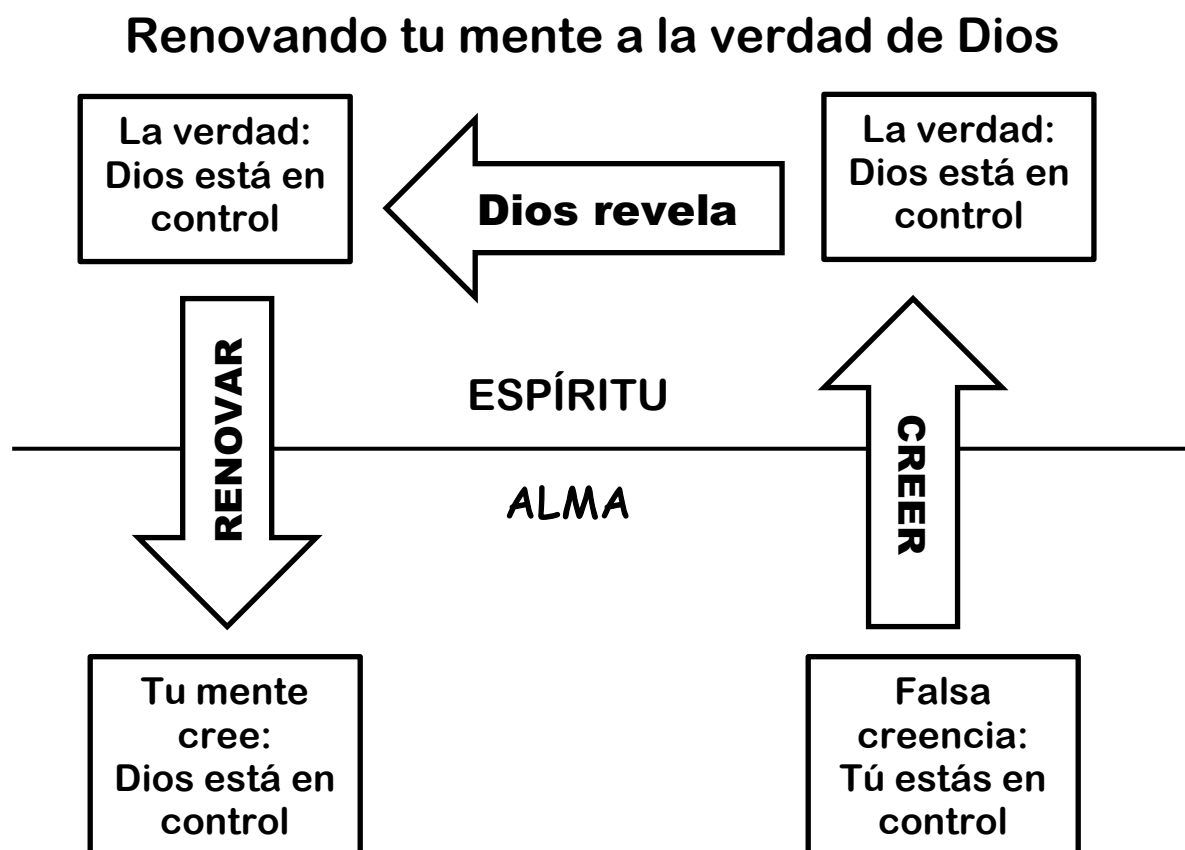 Renovando tu mente a la verdad de Dios
La verdad:
Dios está en
control
Dios revela
La verdad:
Dios está en
control
RENOVAR
ESPÍRITU
CREER
ALMA
Tu mente
cree:
Dios está en
control
Falsa
creencia:
Tú estás en
control